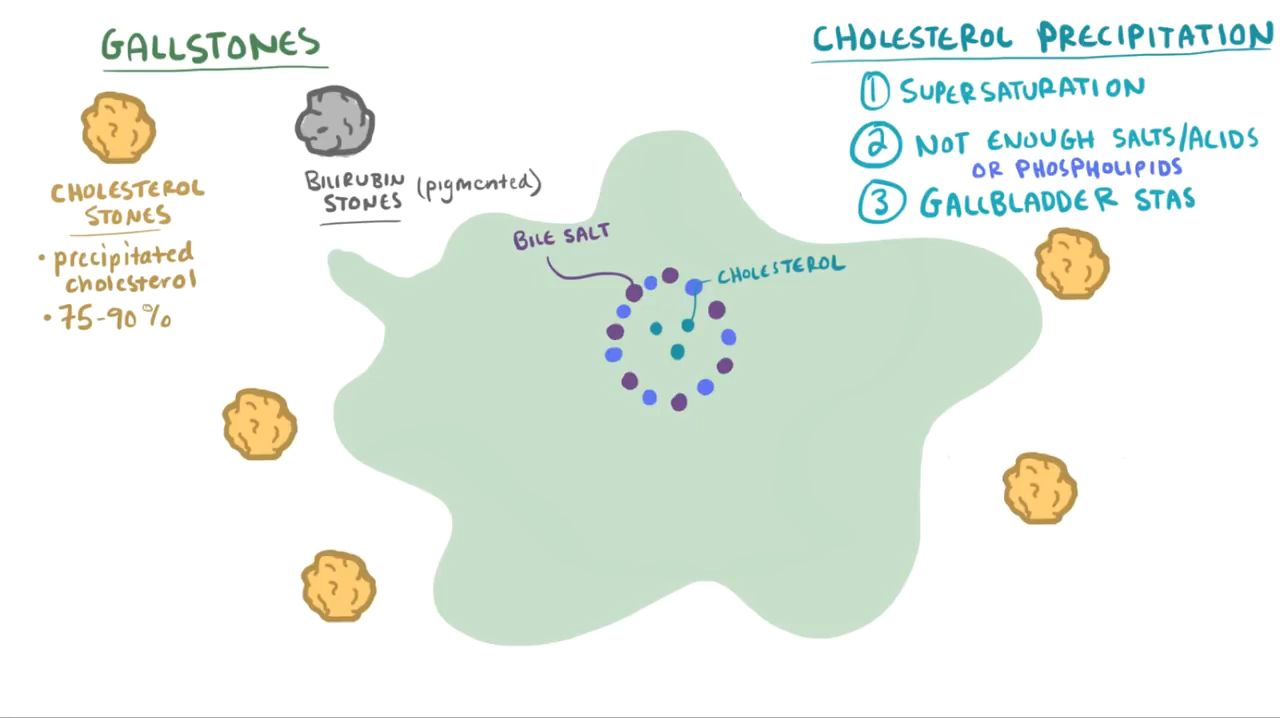 GALLSTONES
CHOLESTEROL
STONES
• precipitated
cholesterol
• 75-90%
BILIRUBIN (pigmented)
STONES
BILE SALT
CHOLESTEROL
CHOLESTEROL PRECIPITATION
1 SUPERSATURATION
2 NOT ENOUGH SALTS/ACIDS
OR PHOSPHOLIPIDS
3 GALLBLADDER STAS